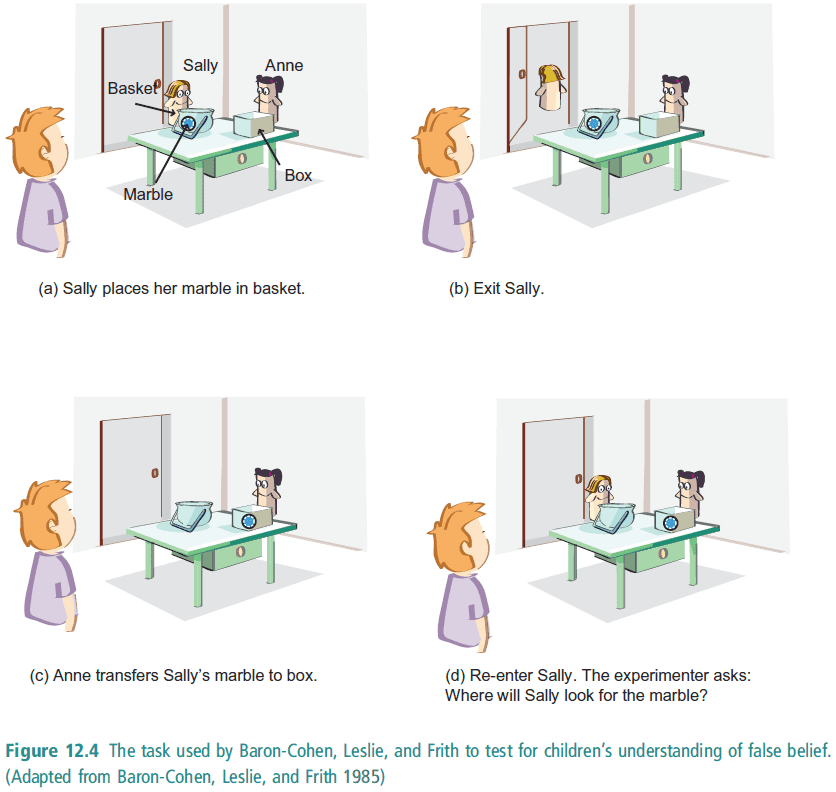 Sally
Anne
Basket
Marble
Box
(a) Sally places her marble in basket.
(b) Exit Sally.
(c) Anne transfers Sally’s marble to box.
(d) Re-enter Sally. The experimenter asks:
Where will Sally look for the marble?
Figure 12.4 The task used by Baron-Cohen, Leslie, and Frith to test for children’s understanding of false belief.
(Adapted from Baron-Cohen, Leslie, and Frith 1985)